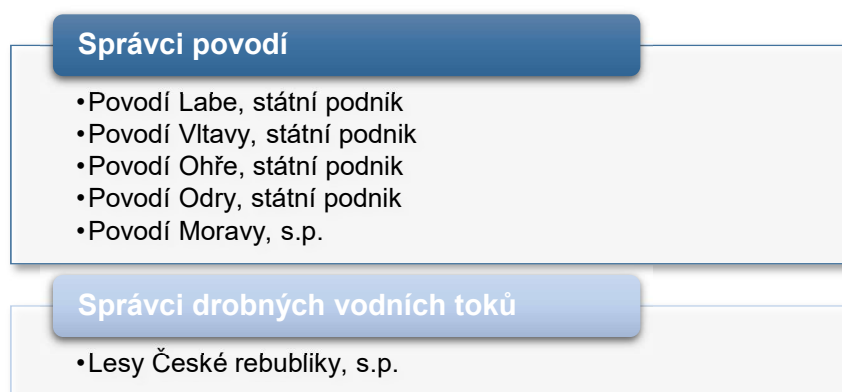 Správci povodí
•Povodí Labe, státní podnik
•Povodí Vltavy, státní podnik
•Povodí Ohře, státní podnik
•Povodí Odry, státní podnik
•Povodí Moravy, s.p.
Správci drobných vodních toků
•Lesy České rebubliky, s.p.